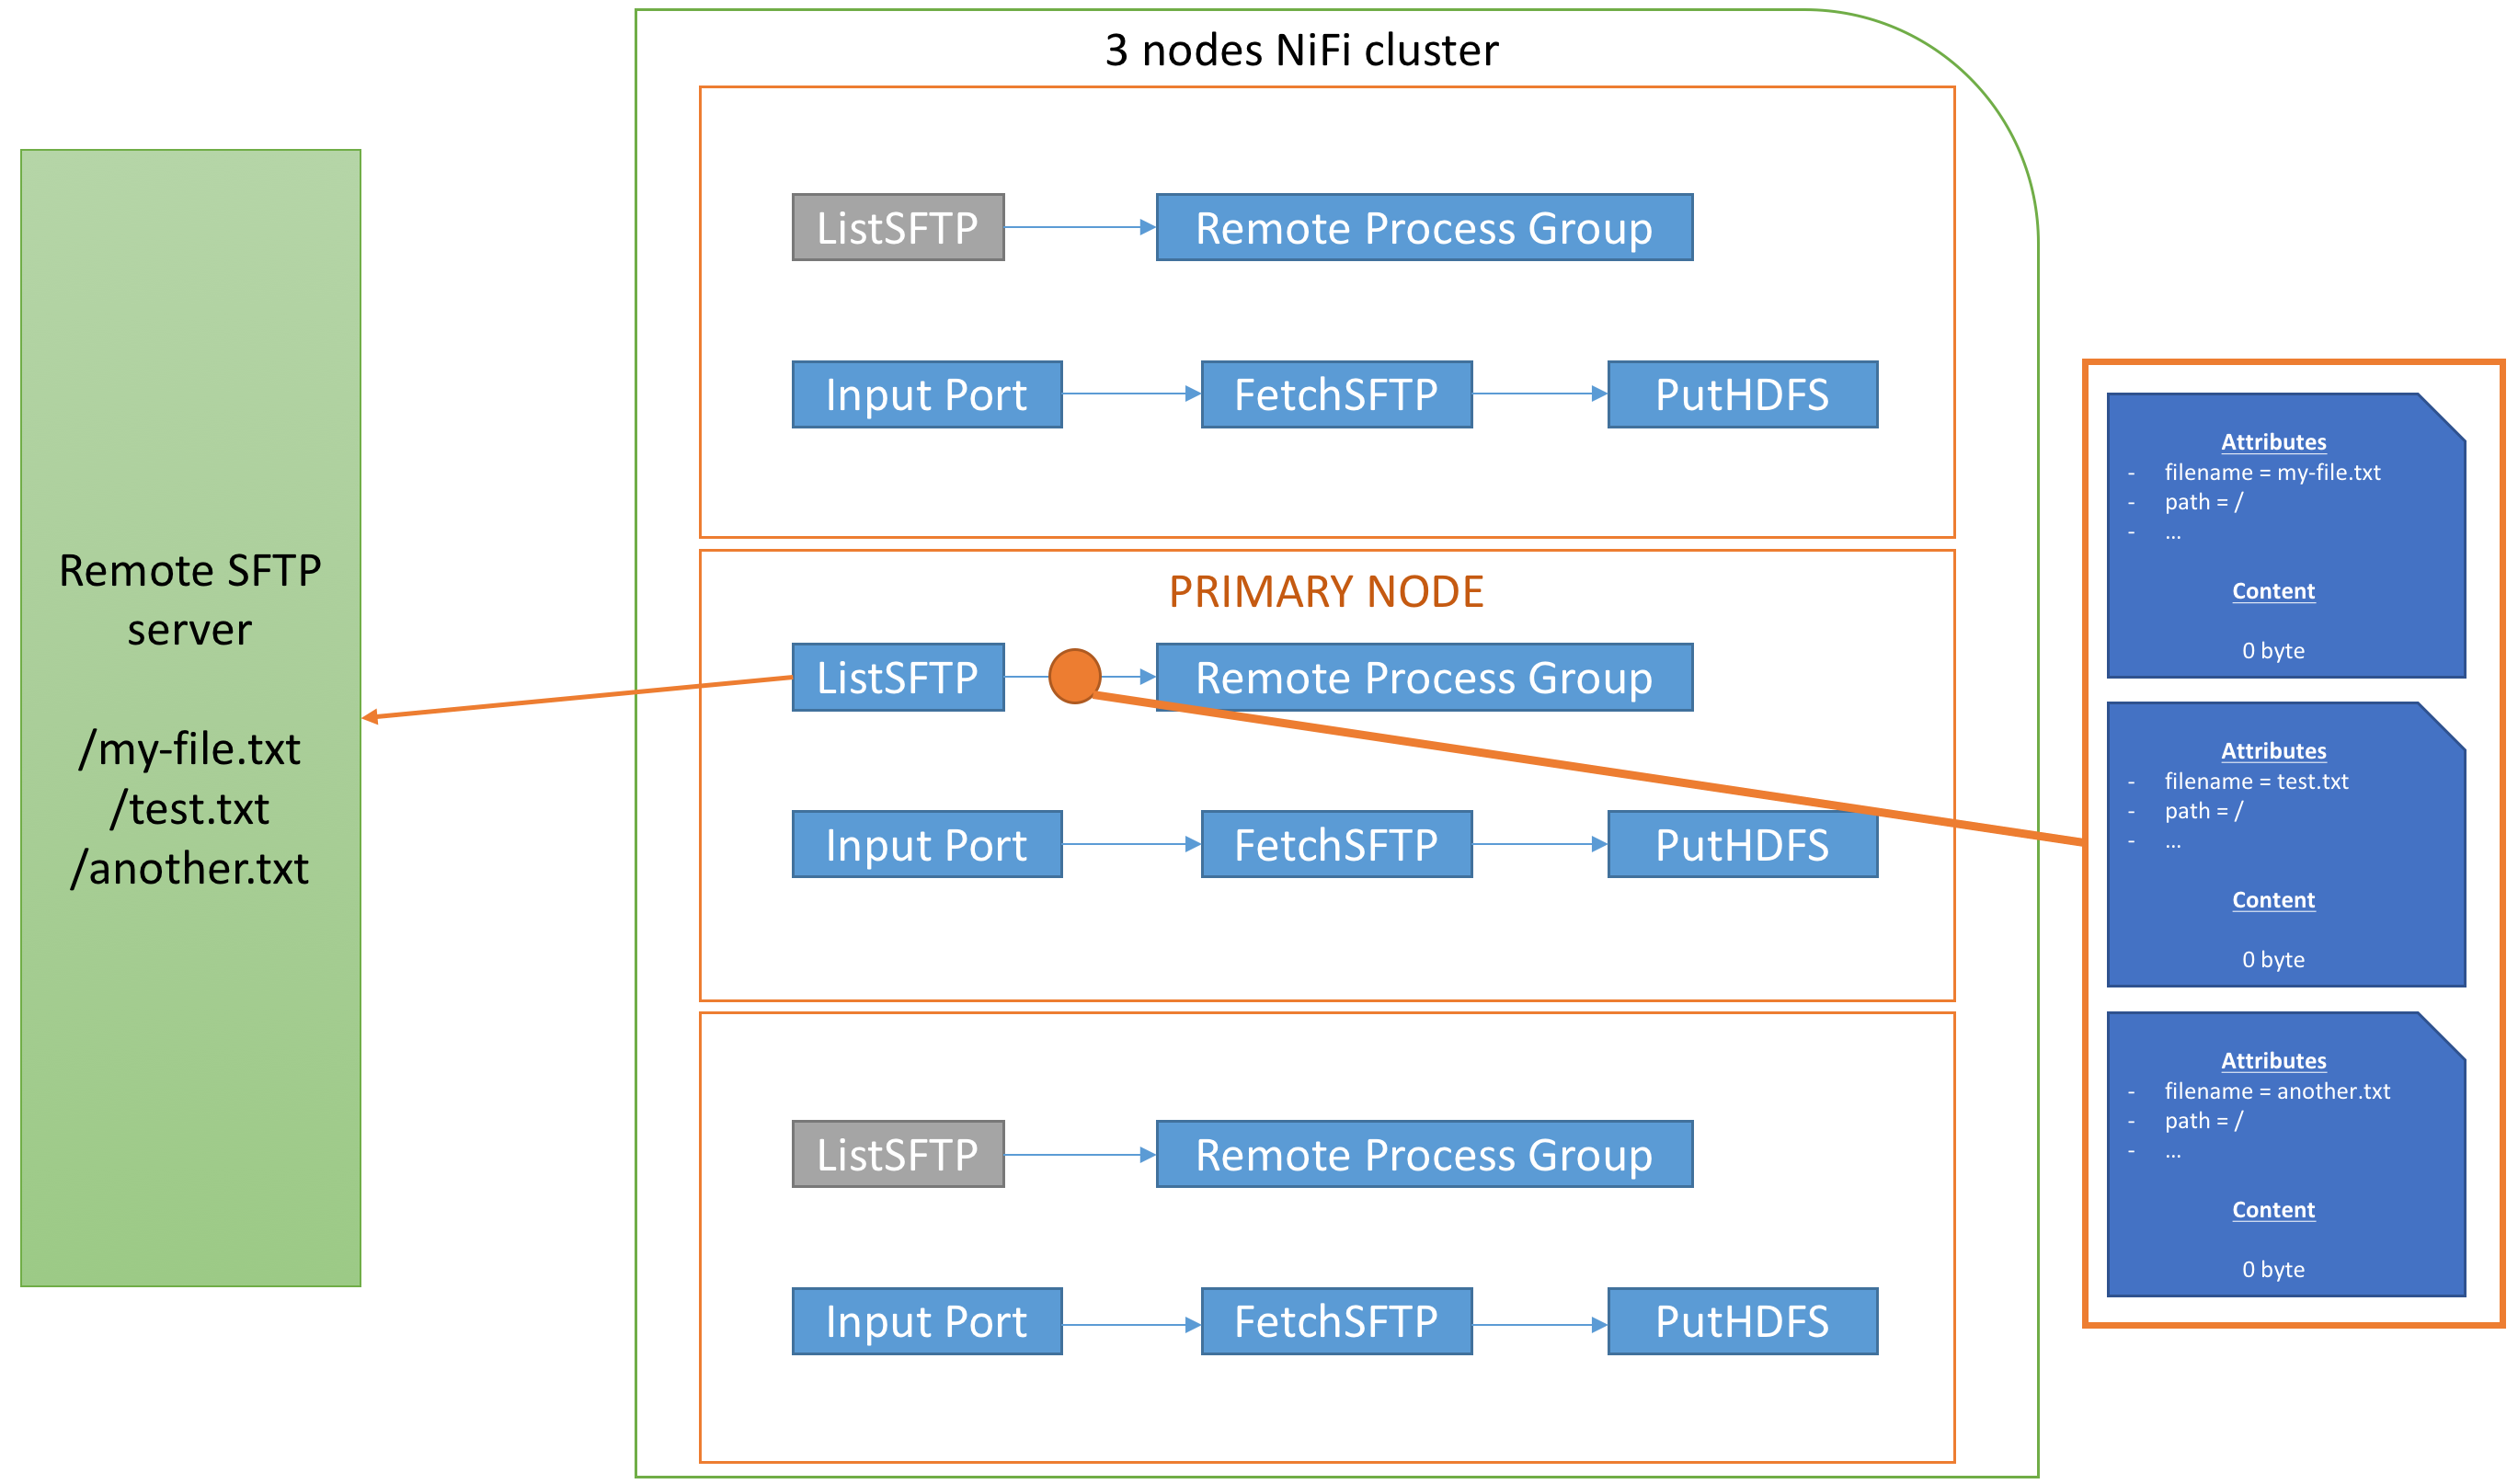 3 nodes NiFi cluster
Remote SFTP
server
/my-file.txt
/test.txt
/another.txt
ListSFTP
Remote Process Group
Input Port
FetchSFTP
PutHDFS
PRIMARY NODE
ListSFTP
Remote Process Group
Input Port
FetchSFTP
PutHDFS
ListSFTP
Remote Process Group
Input Port
FetchSFTP
PutHDFS
Attributes
- filename = my-file.txt
- path = /
- ...
Content
0 byte
Attributes
- filename = test.txt
- path = /
- ...
Content
0 byte
Attributes
- filename = another.txt
- path = /
- ...
Content
0 byte